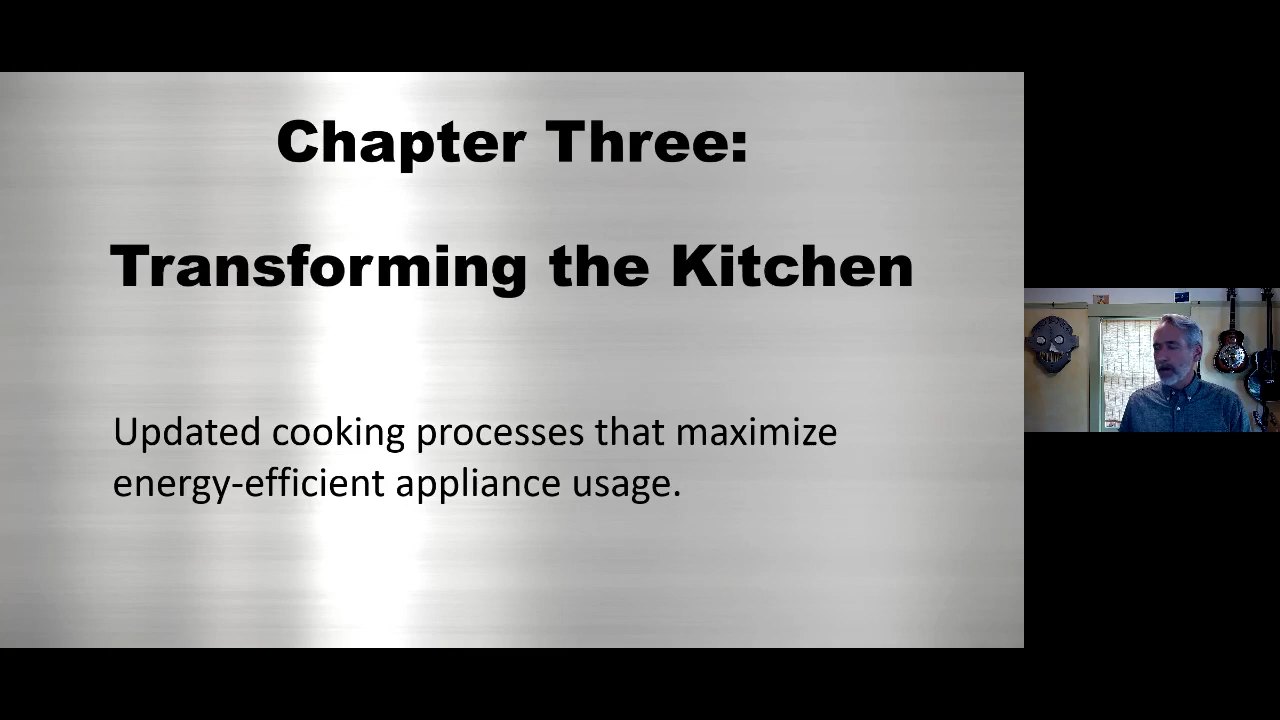 Chapter Three:
Transforming the Kitchen
Updated cooking processes that maximize
energy-efficient appliance usage.